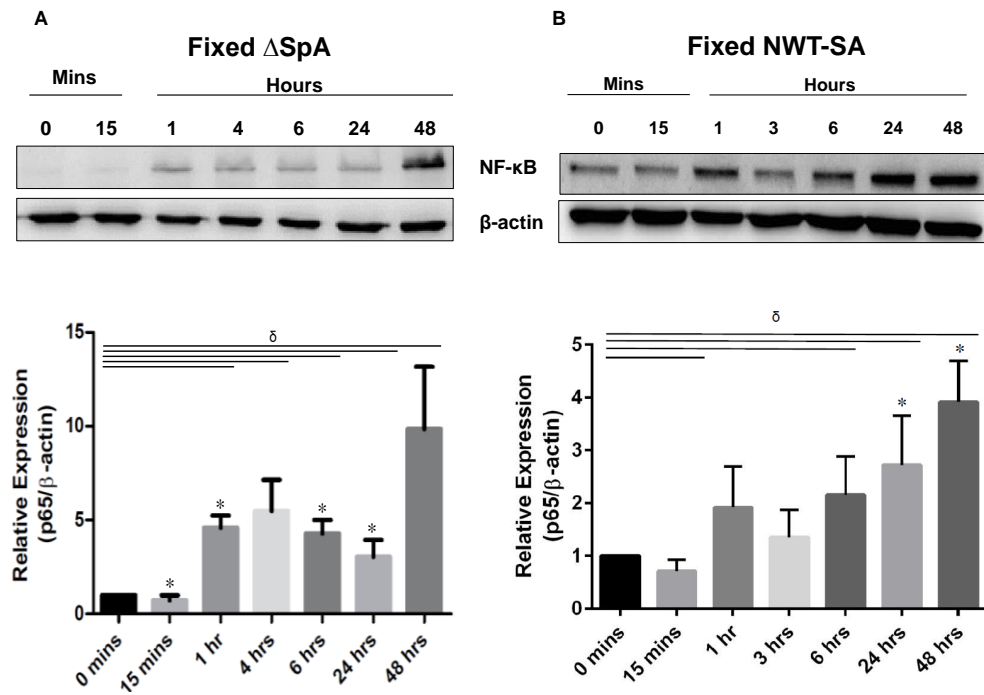 A
Fixed ΔSpA
Mins Hours
0 15 1 4 6 24 48
B
Fixed NWT-SA
Mins Hours
0 15 1 3 6 24 48
NF-κB
β-actin
δ
15
10
5
0
Relative Expression
(p65/β-actin)
* * * *
0 mins 15 mins 1 hr 4 hrs 6 hrs 24 hrs 48 hrs
δ
5
4
3
2
1
0
Relative Expression
(p65/β-actin)
* *
0 mins 15 mins 1 hr 3 hrs 6 hrs 24 hrs 48 hrs